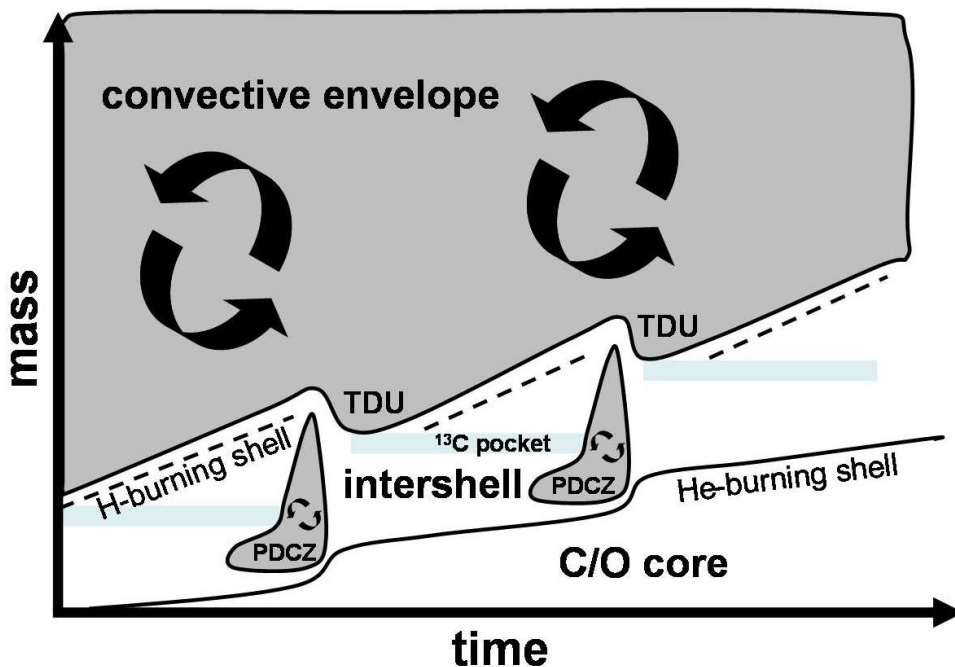 convective envelope
mass
TDU
TDU
H-burning shell
¹³C pocket
intershell
PDCZ
He-burning shell
PDCZ
C/O core
time